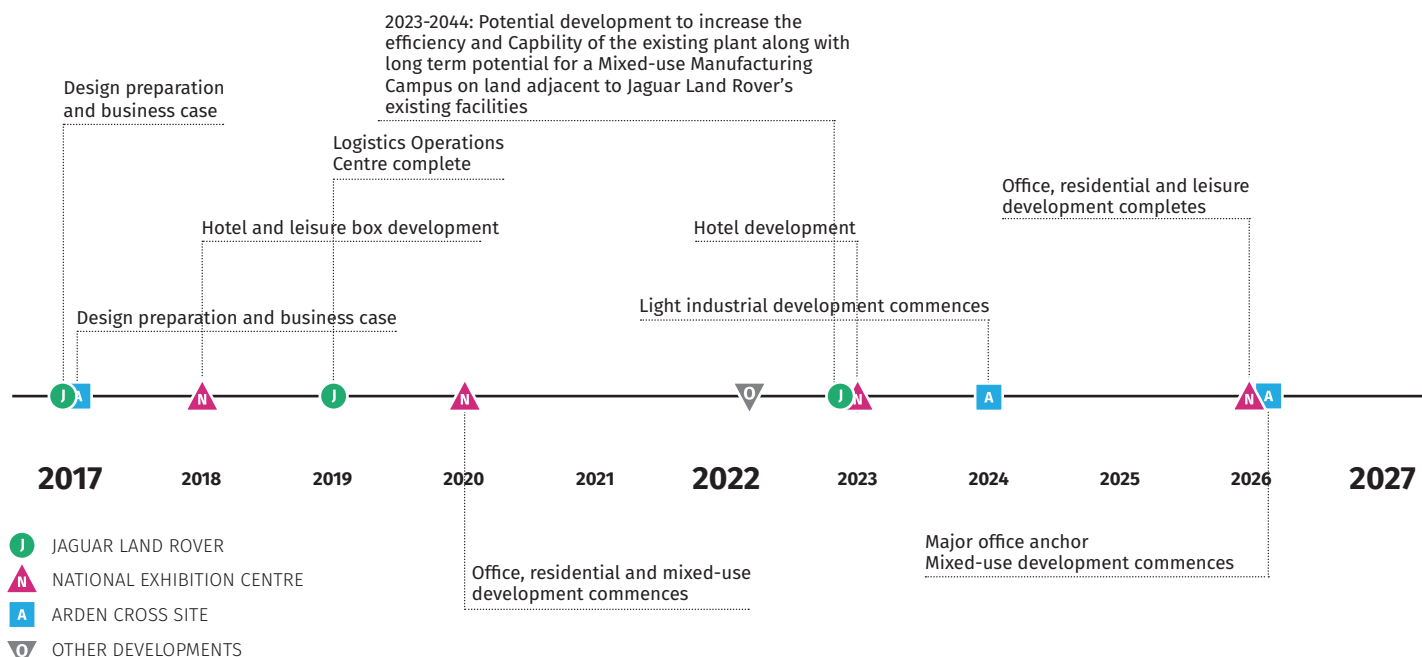 2023-2044: Potential development to increase the
efficiency and Capbility of the existing plant along with
long term potential for a Mixed-use Manufacturing
Campus on land adjacent to Jaguar Land Rover’s
existing facilities
Design preparation
and business case
Logistics Operations
Centre complete
Office, residential and leisure
development completes
Hotel and leisure box development
Hotel development
Light industrial development commences
Design preparation and business case
J
A
N
J
N
O
J
N
A
N
A
2017
2018
2019
2020
2021
2022
2023
2024
2025
2026
2027
Office, residential and mixed-use
development commences
Major office anchor
Mixed-use development commences
J JAGUAR LAND ROVER
N NATIONAL EXHIBITION CENTRE
A ARDEN CROSS SITE
O OTHER DEVELOPMENTS